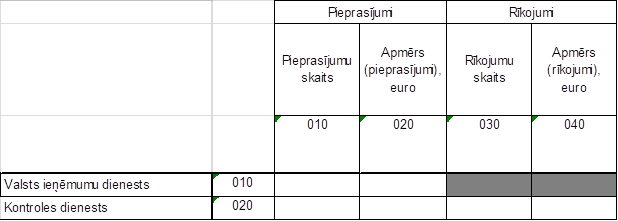 Pieprasījumi Rīkojumi
Pieprasījumu skaits Apmērs (pieprasījumi), euro Rīkojumu skaits Apmērs (rīkojumi), euro
010 020 030 040
Valsts ieņēmumu dienests 010
Kontroles dienests 020